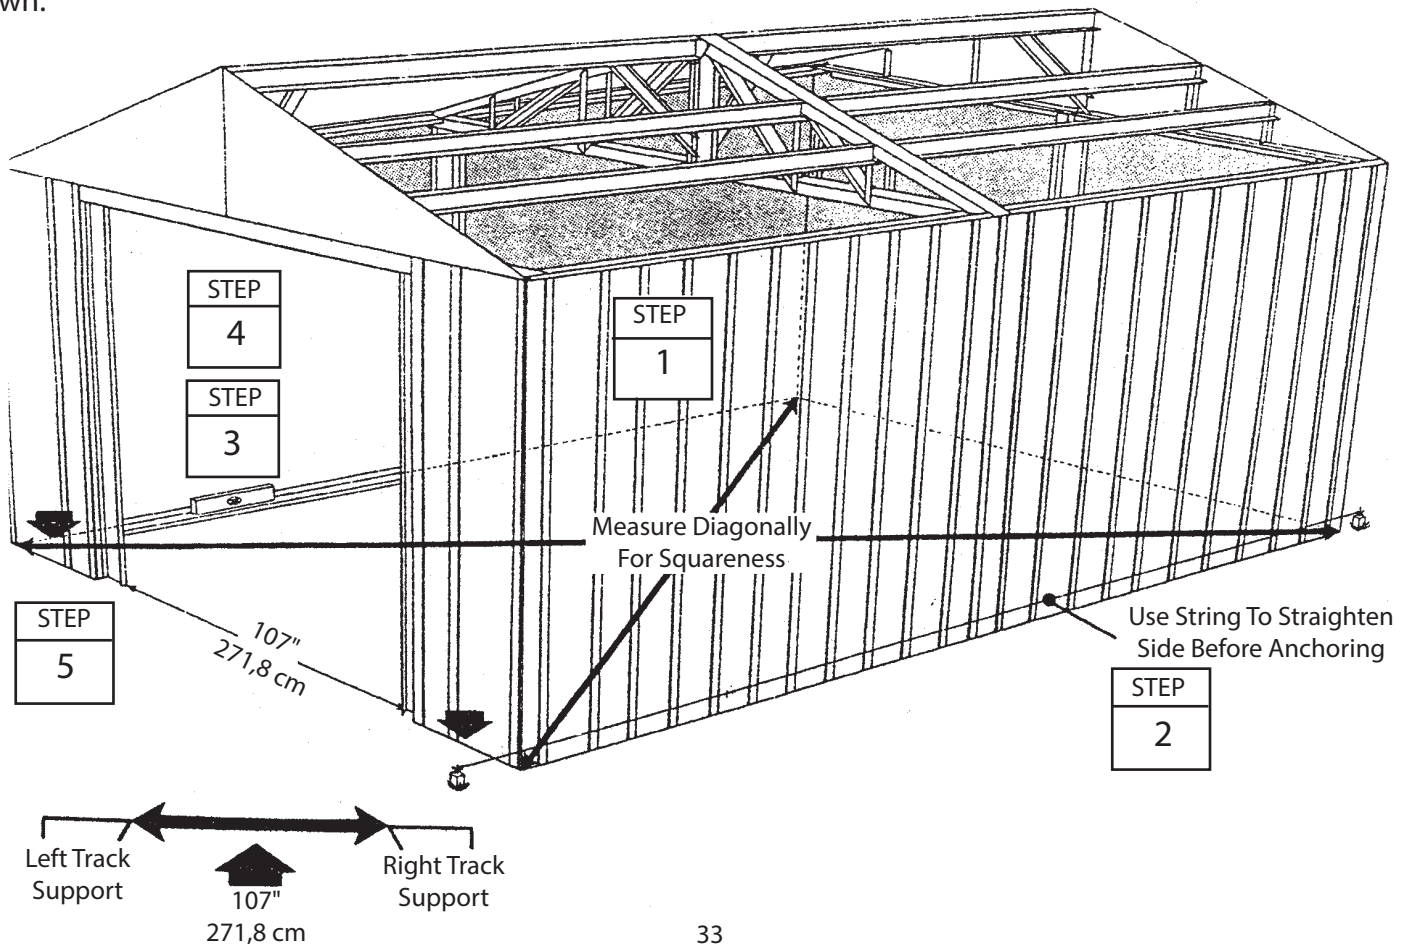 wn.
STEP
4
STEP
3
STEP
1
Measure Diagonally
For Squareness
STEP
5
107"
271,8 cm
Use String To Straighten
Side Before Anchoring
STEP
2
Left Track
Support
107"
271,8 cm
Right Track
Support
33